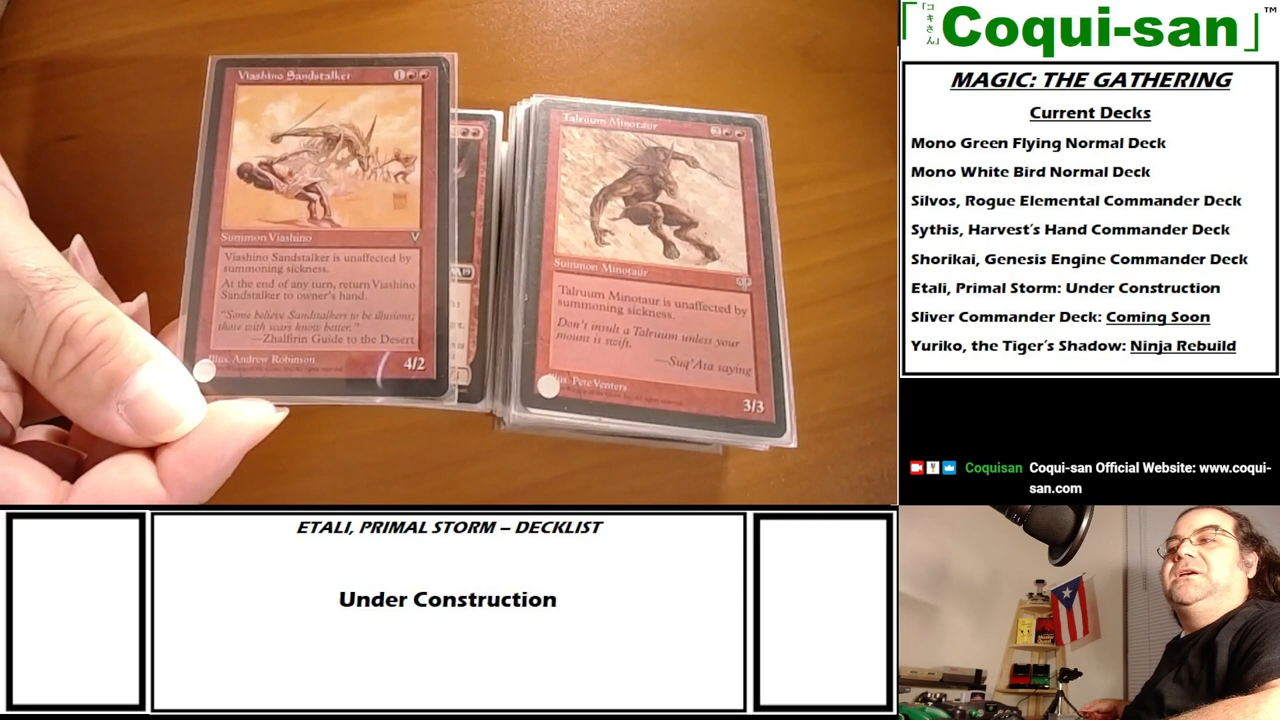 Viashino Sandstalker
1
Summon Viashino
Viashino Sandstalker is unaffected by
summoning sickness.
At the end of any turn, return Viashino
Sandstalker to owner's hand.
"Some believe Sandstalkers to be illusions;
those with scars know better."
—Zhalfirin Guide to the Desert
Illus. Andrew Robinson
4/2
M19
Talruum Minotaur
2
Summon Minotaur
Talruum Minotaur is unaffected by
summoning sickness.
Don't insult a Talruum unless your
mount is swift.
—Suq'Ata saying
Illus. Pete Venters
3/3
「コキさん」 Coqui-san」™
MAGIC: THE GATHERING
Current Decks
Mono Green Flying Normal Deck
Mono White Bird Normal Deck
Silvos, Rogue Elemental Commander Deck
Sythis, Harvest's Hand Commander Deck
Shorikai, Genesis Engine Commander Deck
Etali, Primal Storm: Under Construction
Sliver Commander Deck: Coming Soon
Yuriko, the Tiger's Shadow: Ninja Rebuild
Coquisan Coqui-san Official Website: www.coqui-
san.com
ETALI, PRIMAL STORM – DECKLIST
Under Construction